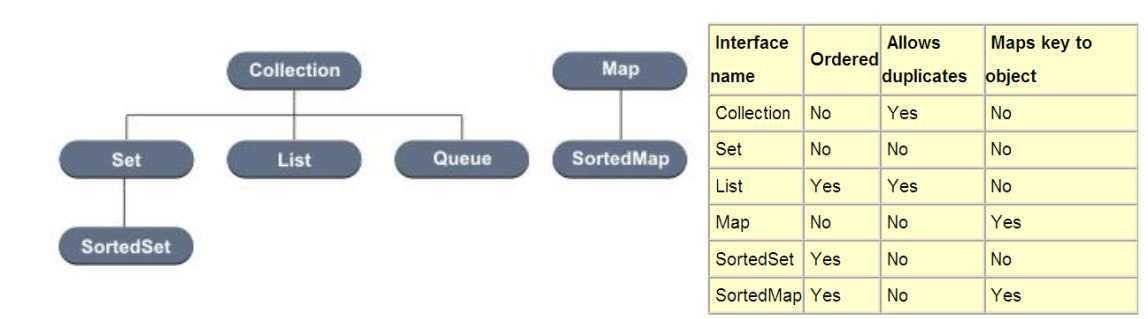 Collection
Map
Set
List
Queue
SortedMap
SortedSet
Interface name Ordered Allows duplicates Maps key to object
Collection No Yes No
Set No No No
List Yes Yes No
Map No No Yes
SortedSet Yes No No
SortedMap Yes No Yes